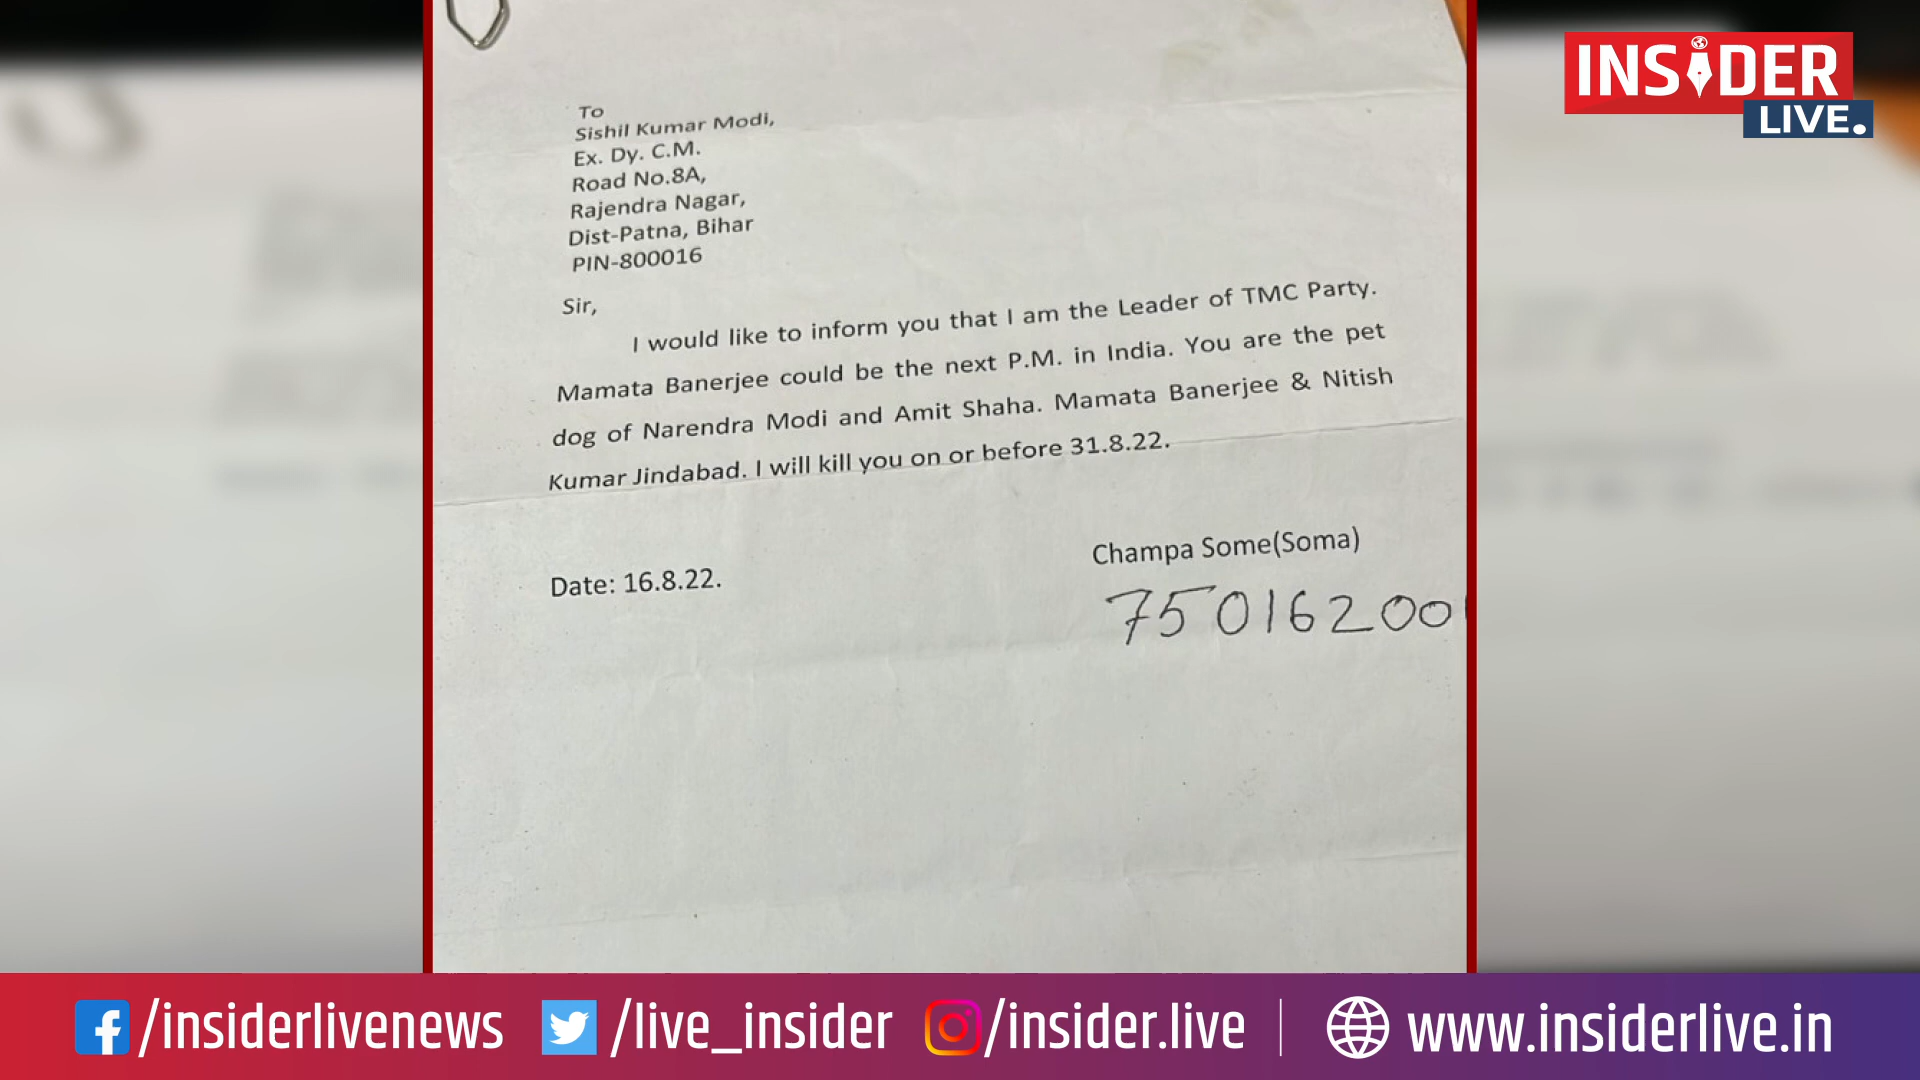 INSIDER
LIVE.
To
Sishil Kumar Modi,
Ex. Dy. C.M.
Road No.8A,
Rajendra Nagar,
Dist-Patna, Bihar
PIN-800016
Sir,
I would like to inform you that I am the Leader of TMC Party.
Mamata Banerjee could be the next P.M. in India. You are the pet
dog of Narendra Modi and Amit Shaha. Mamata Banerjee & Nitish
Kumar Jindabad. I will kill you on or before 31.8.22.
Champa Some(Soma)
Date: 16.8.22.
750162001
/insiderlivenews /live_insider /insider.live www.insiderlive.in